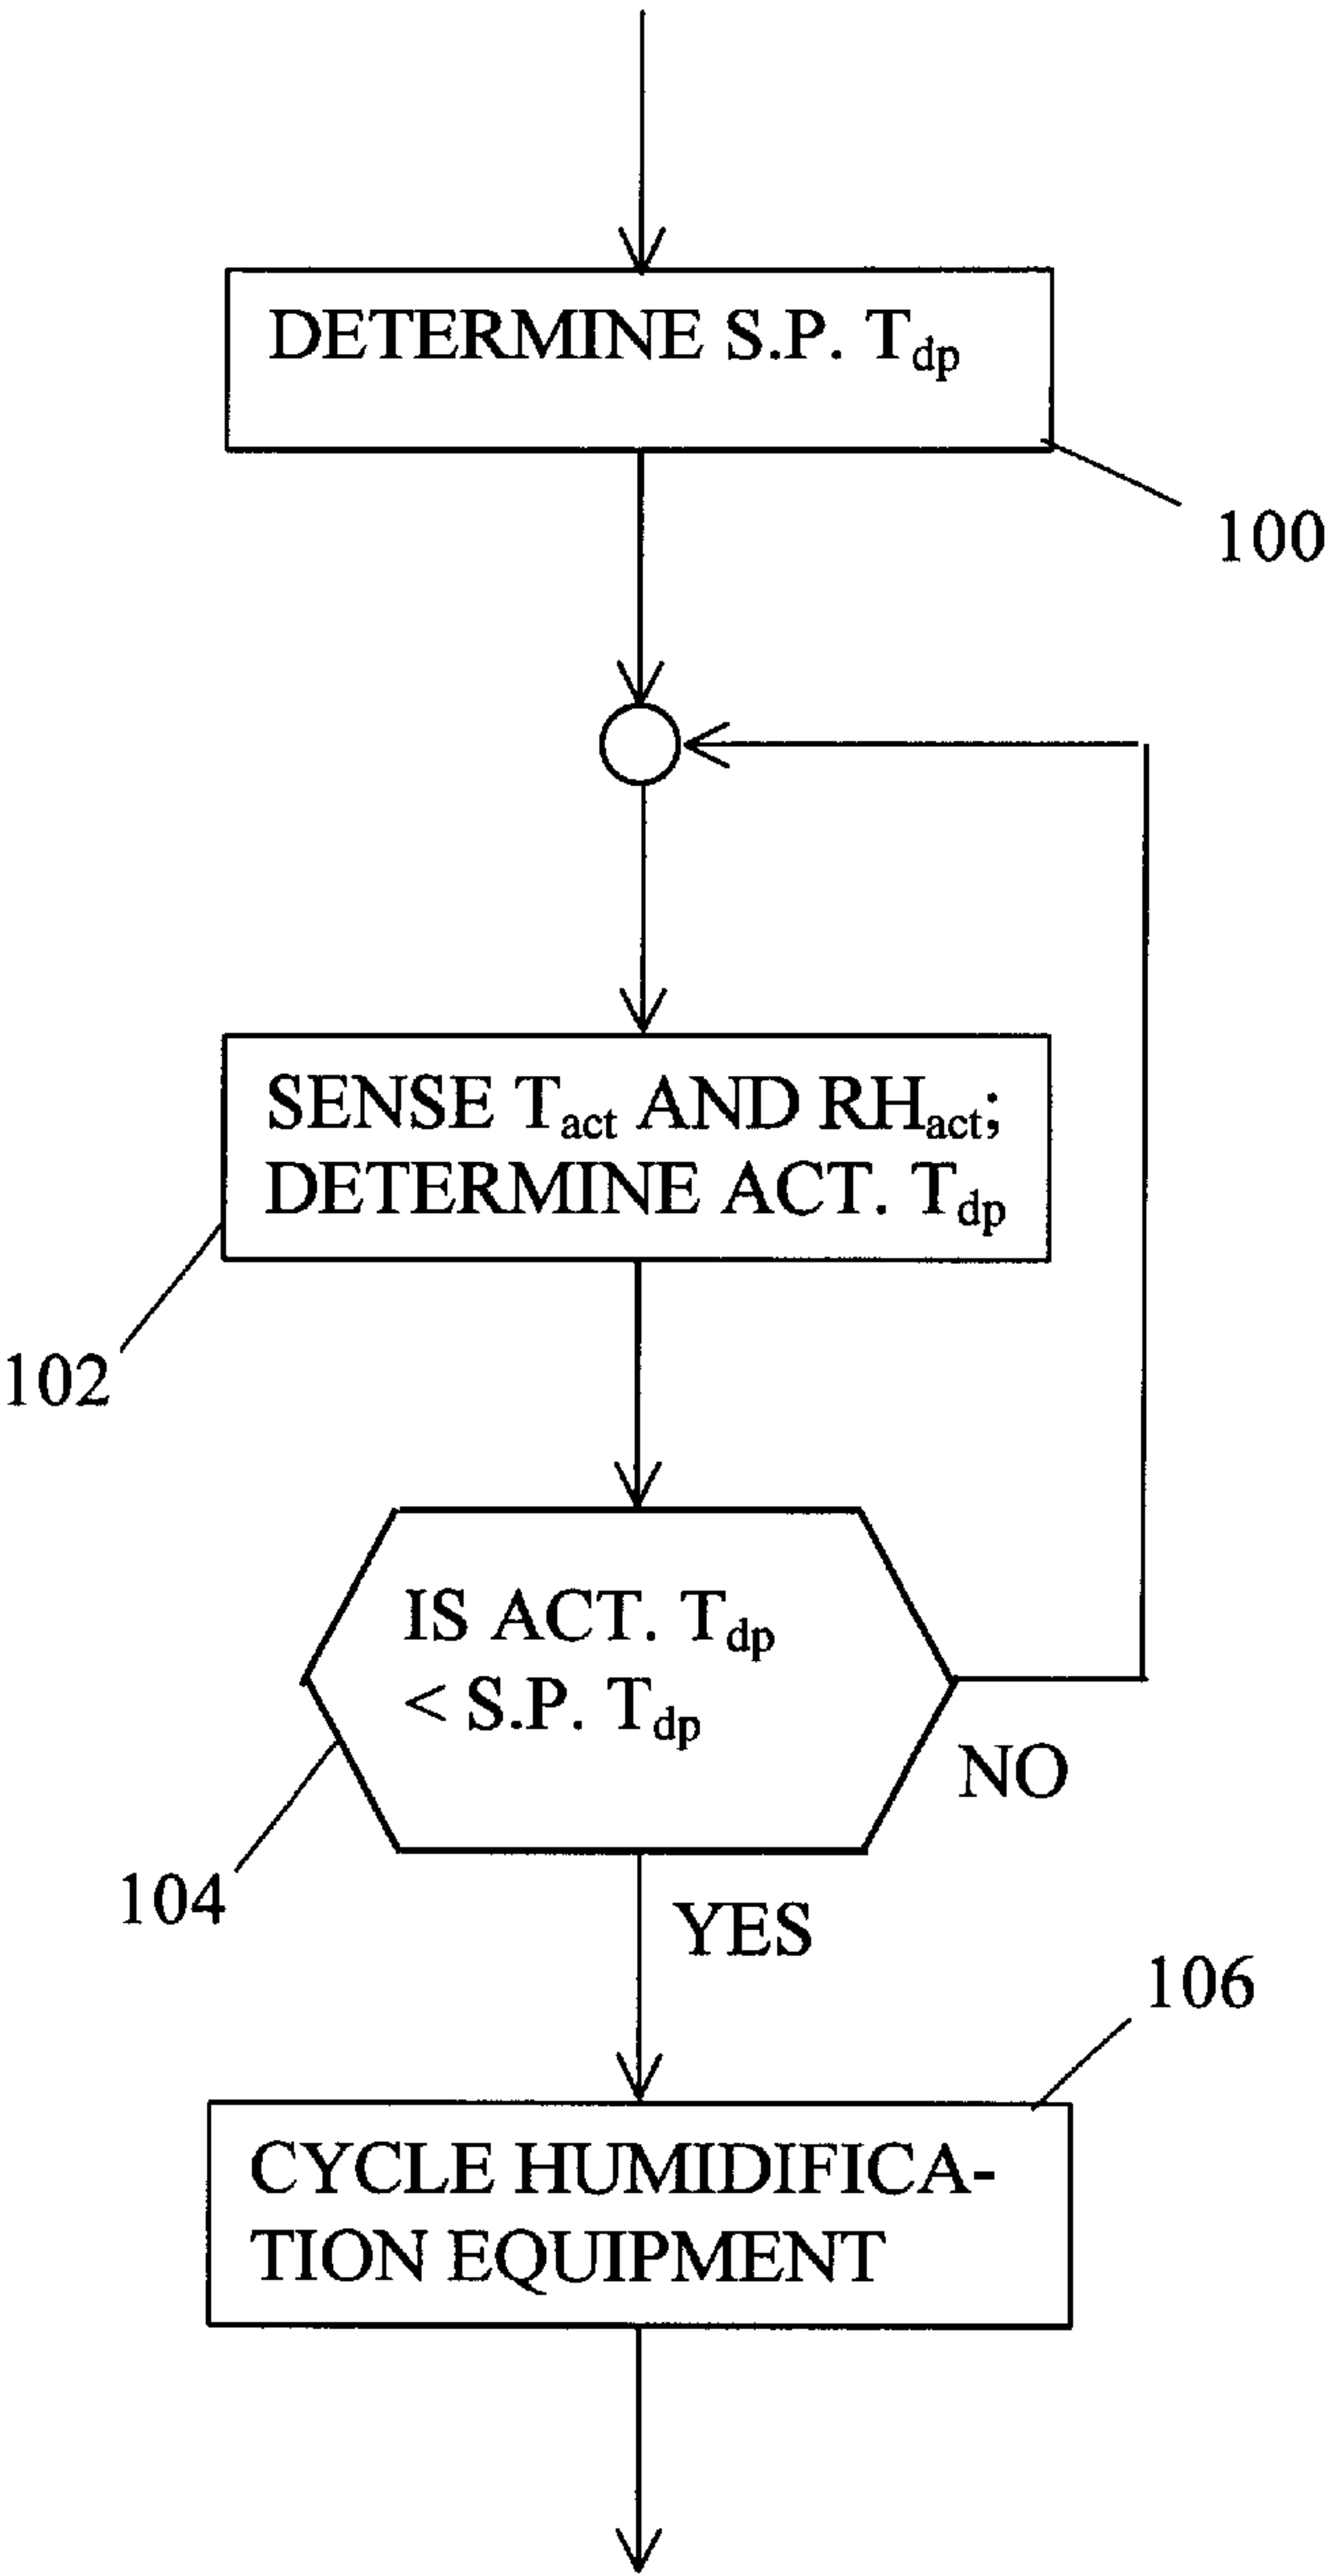 DETERMINE S.P. Tdp
100
SENSE Tact AND RHact;
DETERMINE ACT. Tdp
102
IS ACT. Tdp
< S.P. Tdp
NO
104
YES
106
CYCLE HUMIDIFICA-
TION EQUIPMENT